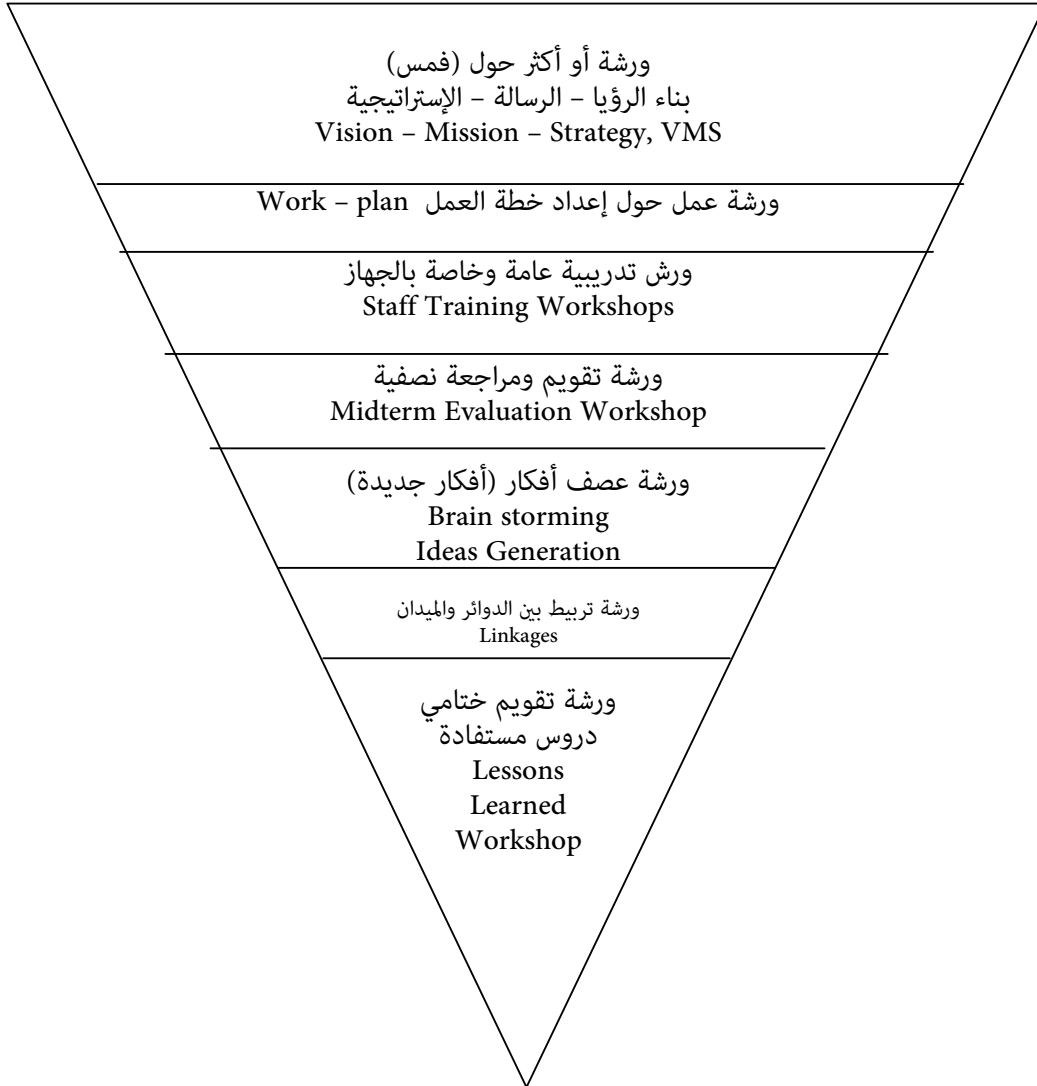 ورشة أو أكثر حول (فمس)
بناء الرؤيا – الرسالة – الإستراتيجية
Vision – Mission – Strategy, VMS
ورشة عمل حول إعداد خطة العمل Work – plan
ورش تدريبية عامة وخاصة بالجهاز
Staff Training Workshops
ورشة تقويم ومراجعة نصفية
Midterm Evaluation Workshop
ورشة عصف أفكار (أفكار جديدة)
Brain storming
Ideas Generation
ورشة تربيط بين الدوائر والميدان
Linkages
ورشة تقويم ختامي
دروس مستفادة
Lessons
Learned
Workshop